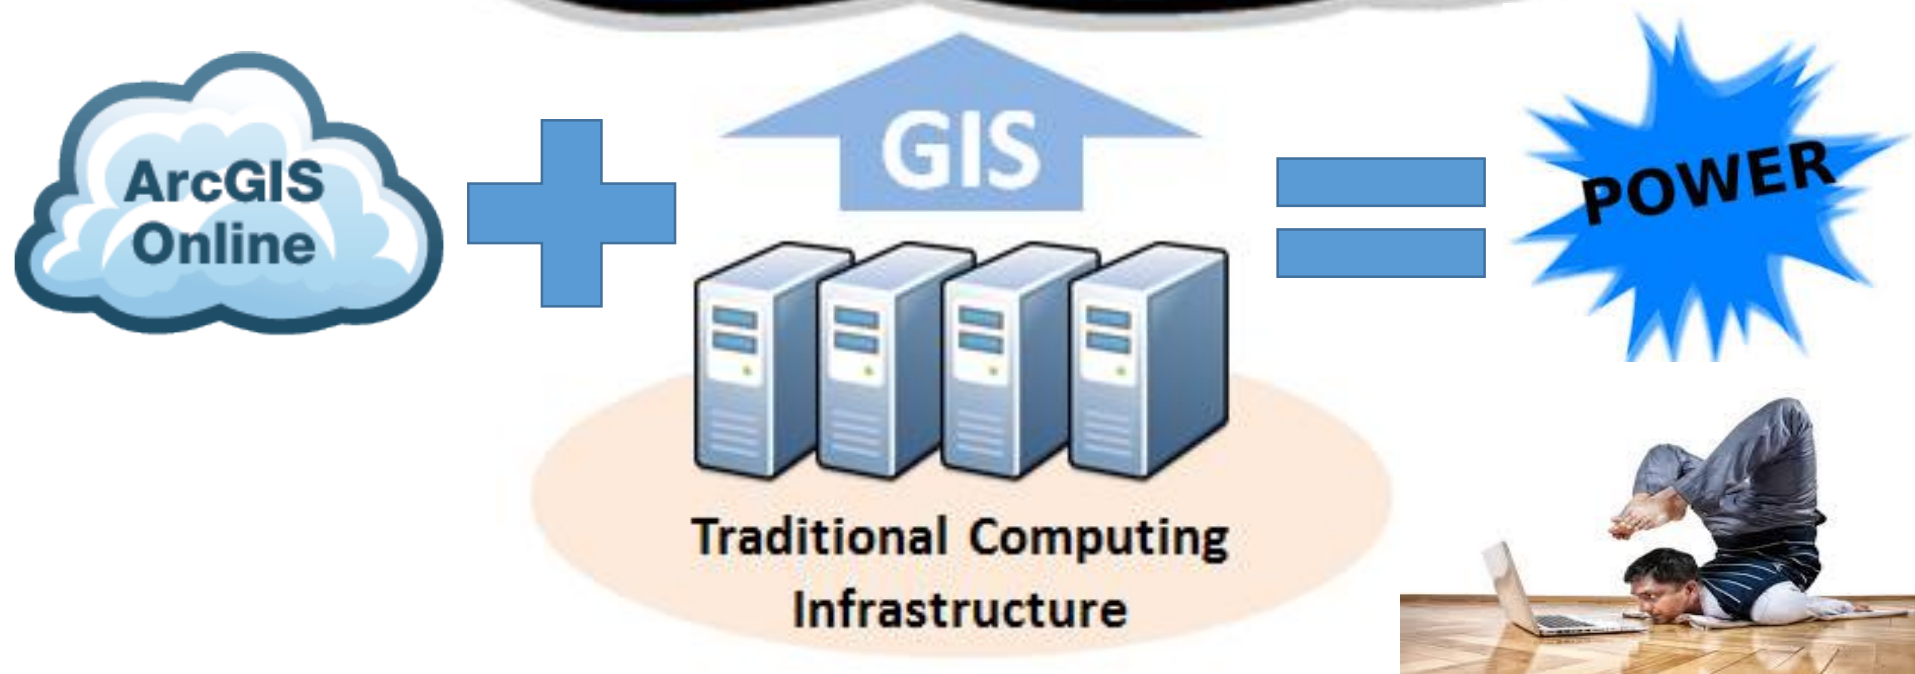 ArcGIS
Online
GIS
POWER
Traditional Computing
Infrastructure